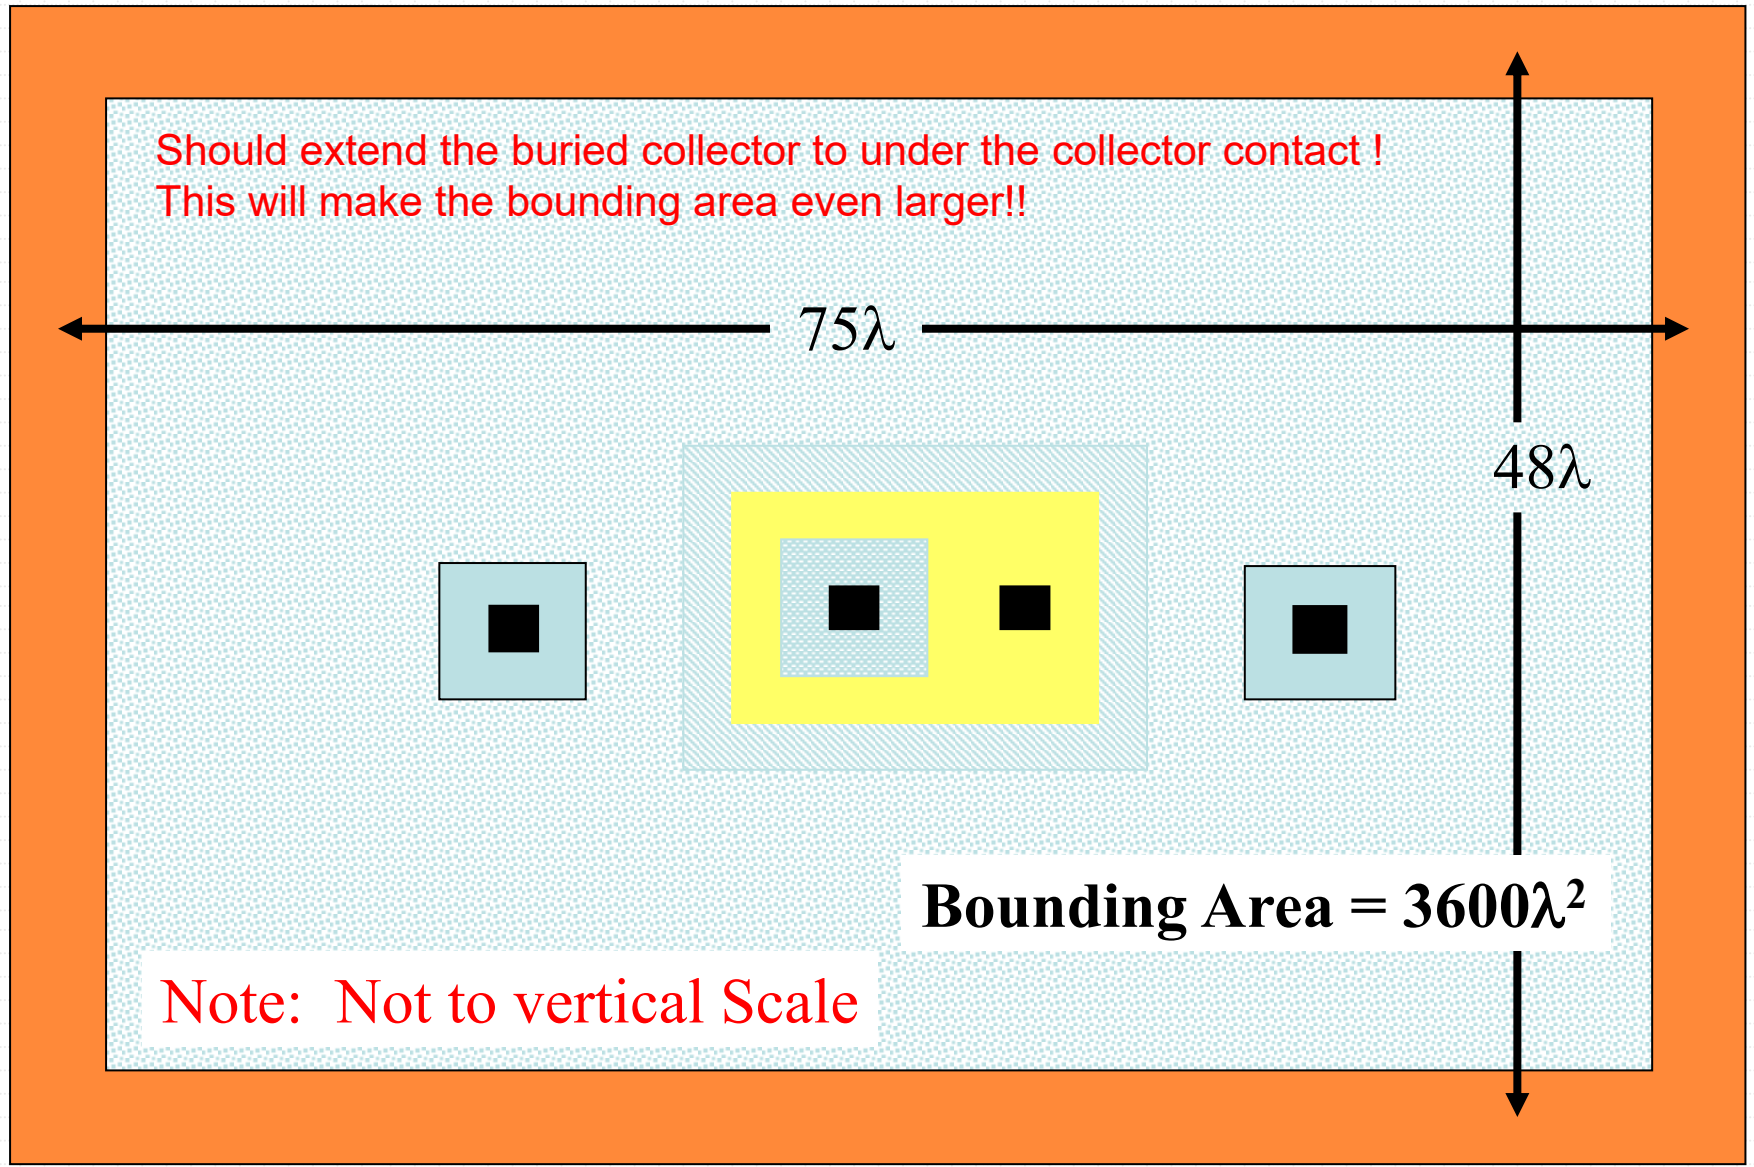 Should extend the buried collector to under the collector contact !
This will make the bounding area even larger!!
75λ
48λ
Bounding Area = 3600λ²
Note:  Not to vertical Scale